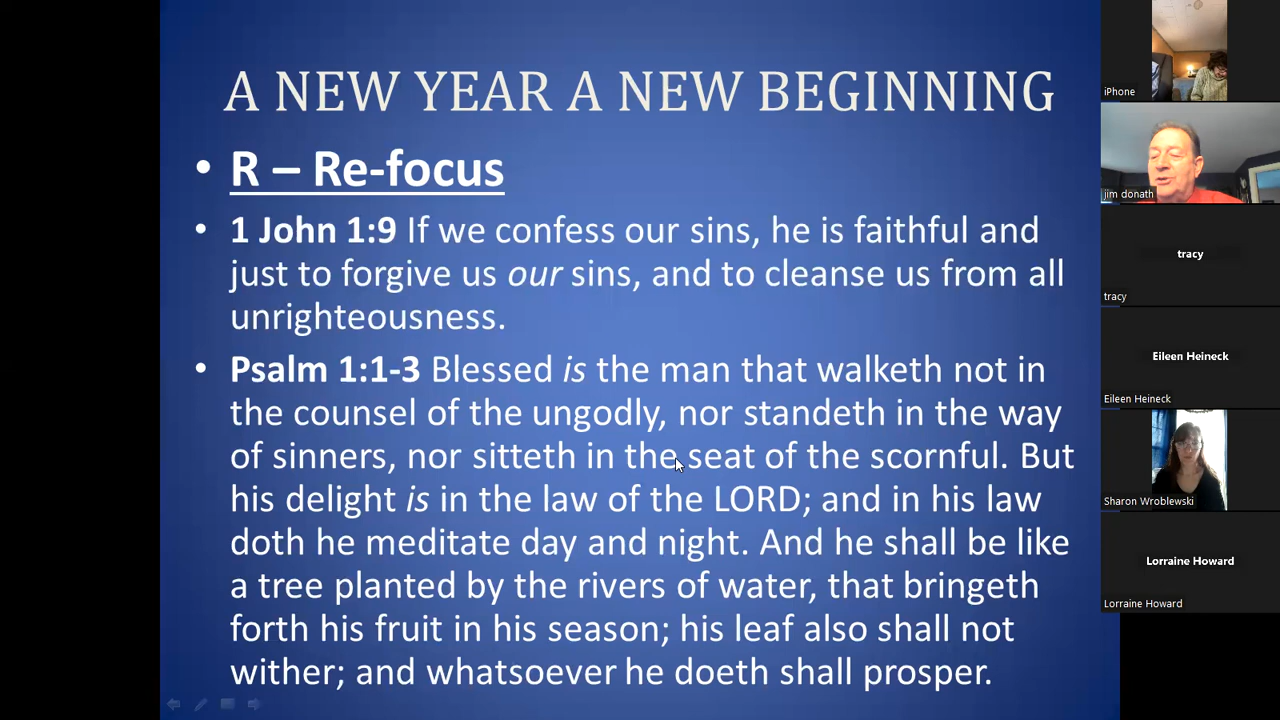 A NEW YEAR A NEW BEGINNING
• R – Re-focus
• 1 John 1:9 If we confess our sins, he is faithful and
just to forgive us our sins, and to cleanse us from all
unrighteousness.
• Psalm 1:1-3 Blessed is the man that walketh not in
the counsel of the ungodly, nor standeth in the way
of sinners, nor sitteth in the seat of the scornful. But
his delight is in the law of the LORD; and in his law
doth he meditate day and night. And he shall be like
a tree planted by the rivers of water, that bringeth
forth his fruit in his season; his leaf also shall not
wither; and whatsoever he doeth shall prosper.
iPhone
jim donath
tracy
tracy
Eileen Heineck
Eileen Heineck
Sharon Wroblewski
Lorraine Howard
Lorraine Howard